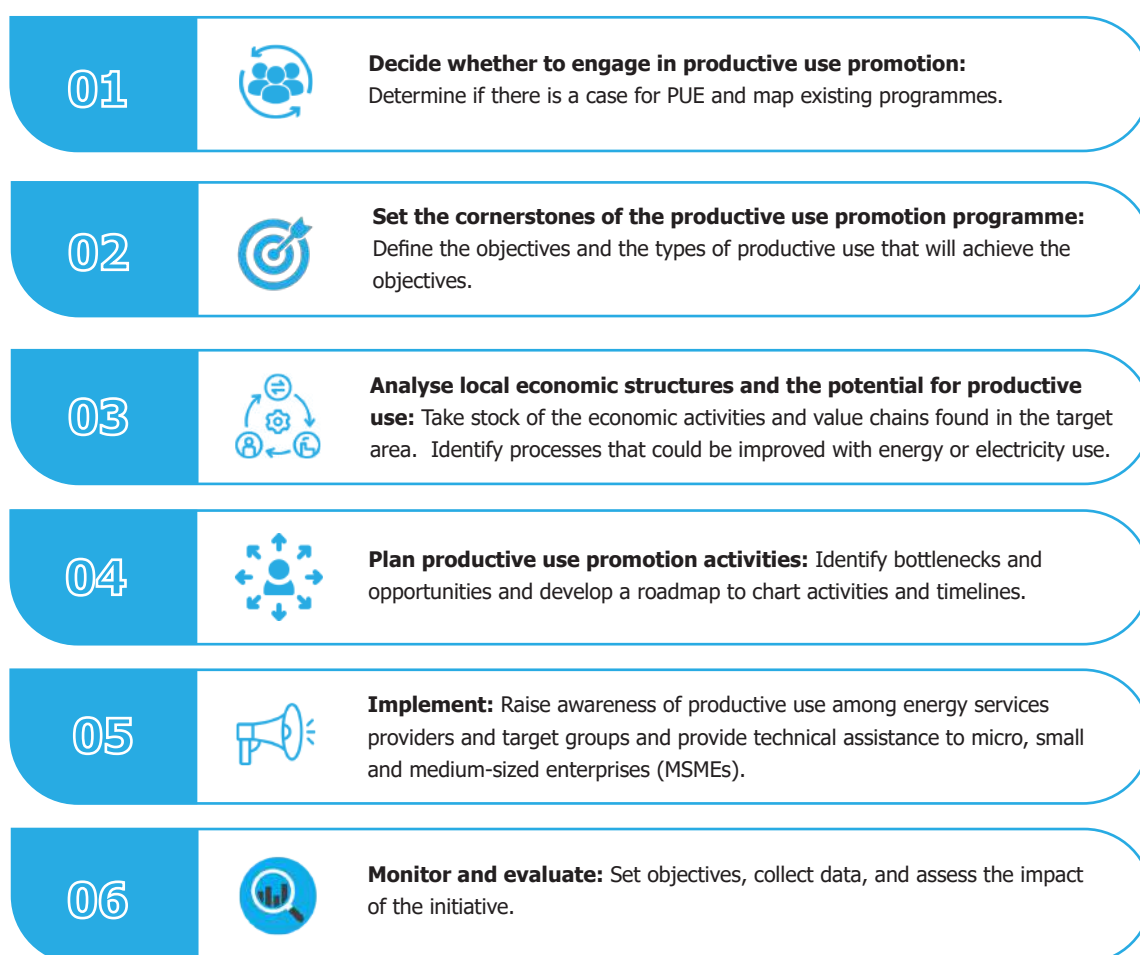 01
Decide whether to engage in productive use promotion:
Determine if there is a case for PUE and map existing programmes.
02
Set the cornerstones of the productive use promotion programme:
Define the objectives and the types of productive use that will achieve the
objectives.
03
Analyse local economic structures and the potential for productive
use: Take stock of the economic activities and value chains found in the target
area. Identify processes that could be improved with energy or electricity use.
04
Plan productive use promotion activities: Identify bottlenecks and
opportunities and develop a roadmap to chart activities and timelines.
05
Implement: Raise awareness of productive use among energy services
providers and target groups and provide technical assistance to micro, small
and medium-sized enterprises (MSMEs).
06
Monitor and evaluate: Set objectives, collect data, and assess the impact
of the initiative.